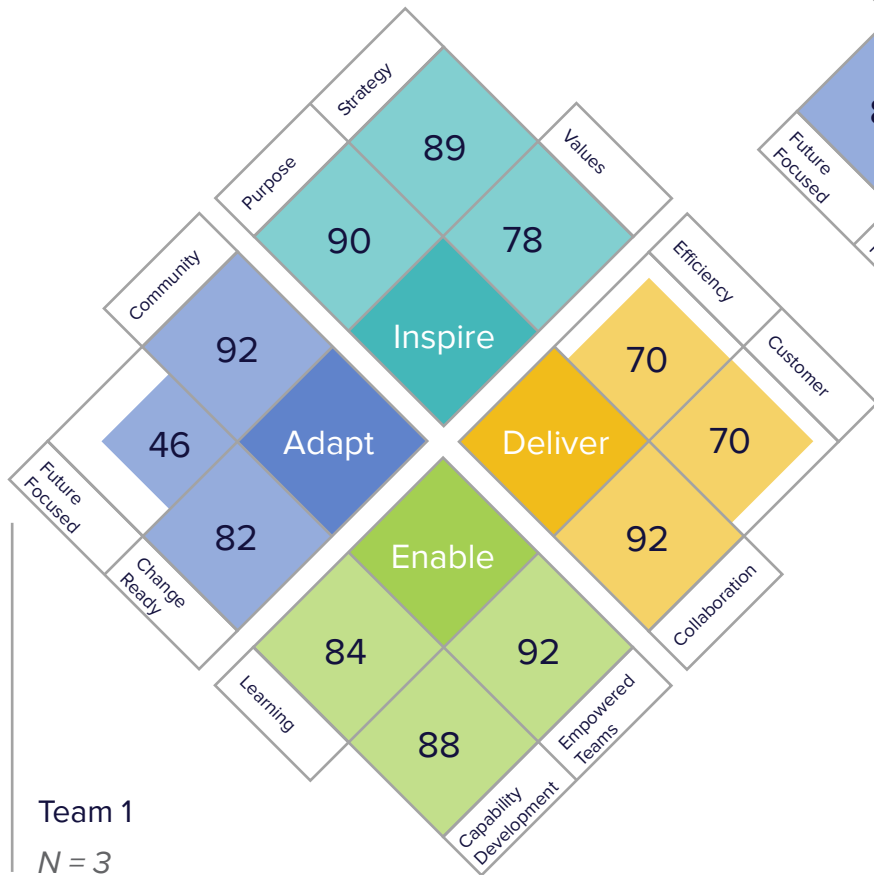 Strategy
Purpose
Values
89
90
78
Inspire
Community
92
46
82
Adapt
Future
Focused
Change
Ready
Efficiency
Customer
70
70
92
Deliver
Collaboration
Enable
84
92
88
Learning
Empowered
Teams
Capability
Development
Future
Focused
Team 1
N = 3